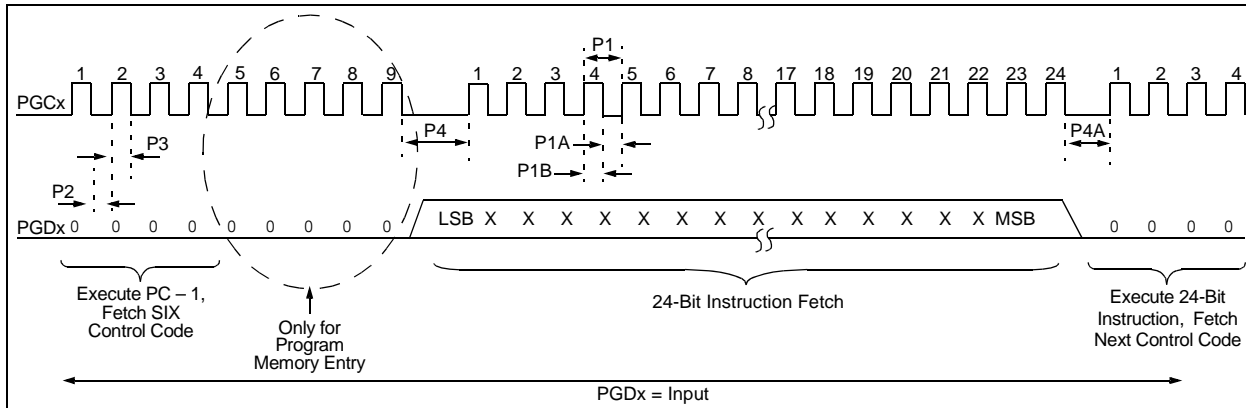 P1
1 2 3 4 5 6 7 8 9 1 2 3 4 5 6 7 8 17 18 19 20 21 22 23 24 1 2 3 4
PGCx
P3
P4
P1A
P4A
P1B
P2
PGDx 0 0 0 0 0 0 0 0 0 LSB X X X X X X X X X X X X X X MSB 0 0 0 0
Execute PC – 1,
Fetch SIX
Control Code
Only for
Program
Memory Entry
24-Bit Instruction Fetch
Execute 24-Bit
Instruction, Fetch
Next Control Code
PGDx = Input